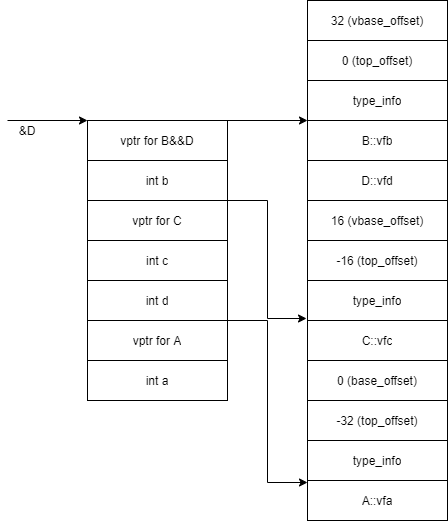 &D
vptr for B&&D
int b
vptr for C
int c
int d
vptr for A
int a
32 (vbase_offset)
0 (top_offset)
type_info
B::vfb
D::vfd
16 (vbase_offset)
-16 (top_offset)
type_info
C::vfc
0 (base_offset)
-32 (top_offset)
type_info
A::vfa